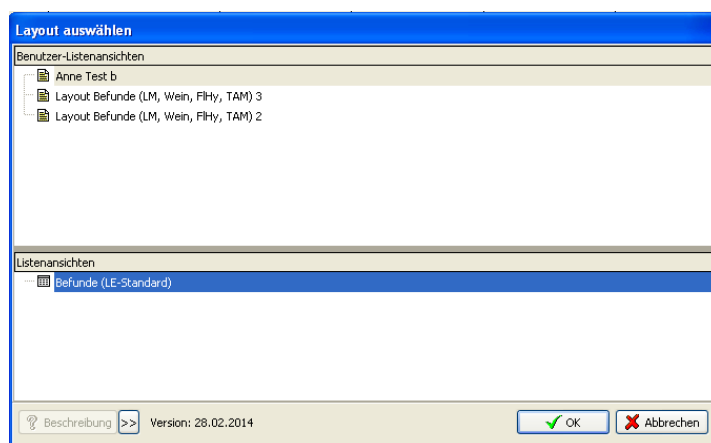 Layout auswählen
Benutzer-Listenansichten
Anne Test b
Layout Befunde (LM, Wein, FlHy, TAM) 3
Layout Befunde (LM, Wein, FlHy, TAM) 2
Listenansichten
Befunde (LE-Standard)
Beschreibung >> Version: 28.02.2014 OK Abbrechen